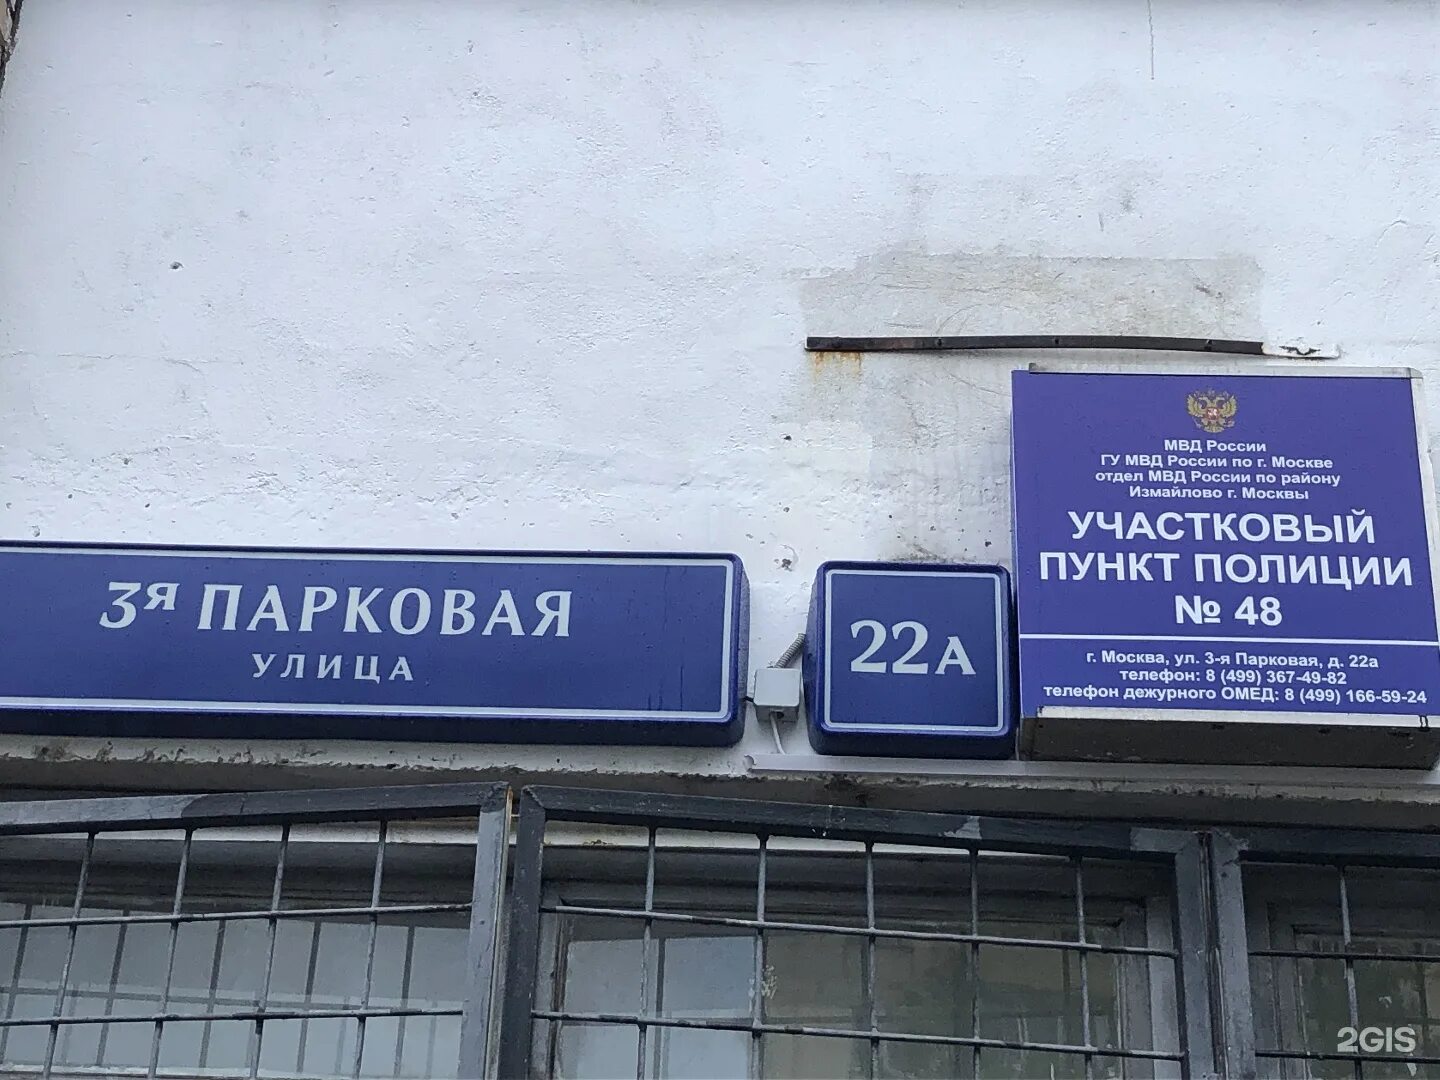 3я ПАРКОВАЯ
УЛИЦА
22А
МВД России
ГУ МВД России по г. Москве
отдел МВД России по району
Измайлово г. Москвы
УЧАСТКОВЫЙ
ПУНКТ ПОЛИЦИИ
№ 48
г. Москва, ул. 3-я Парковая, д. 22а
телефон: 8 (499) 367-49-82
телефон дежурного ОМЕД: 8 (499) 166-59-24
2GIS